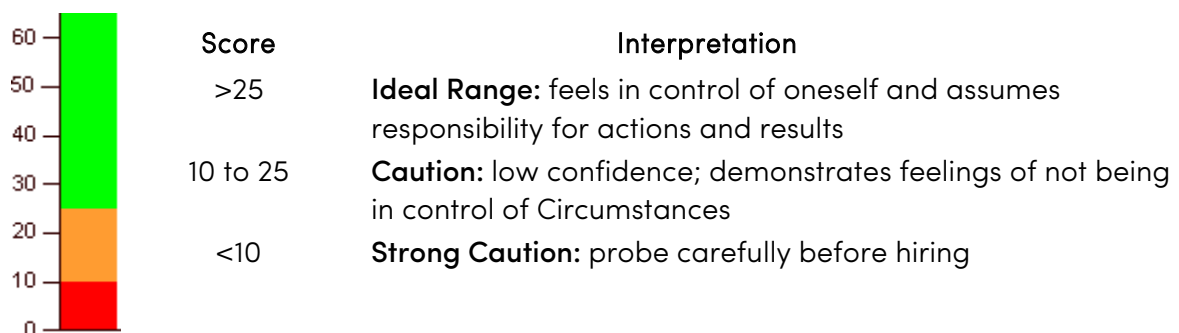 60
50
40
30
20
10
0
Score Interpretation
>25 Ideal Range: feels in control of oneself and assumes
responsibility for actions and results
10 to 25 Caution: low confidence; demonstrates feelings of not being
in control of Circumstances
<10 Strong Caution: probe carefully before hiring